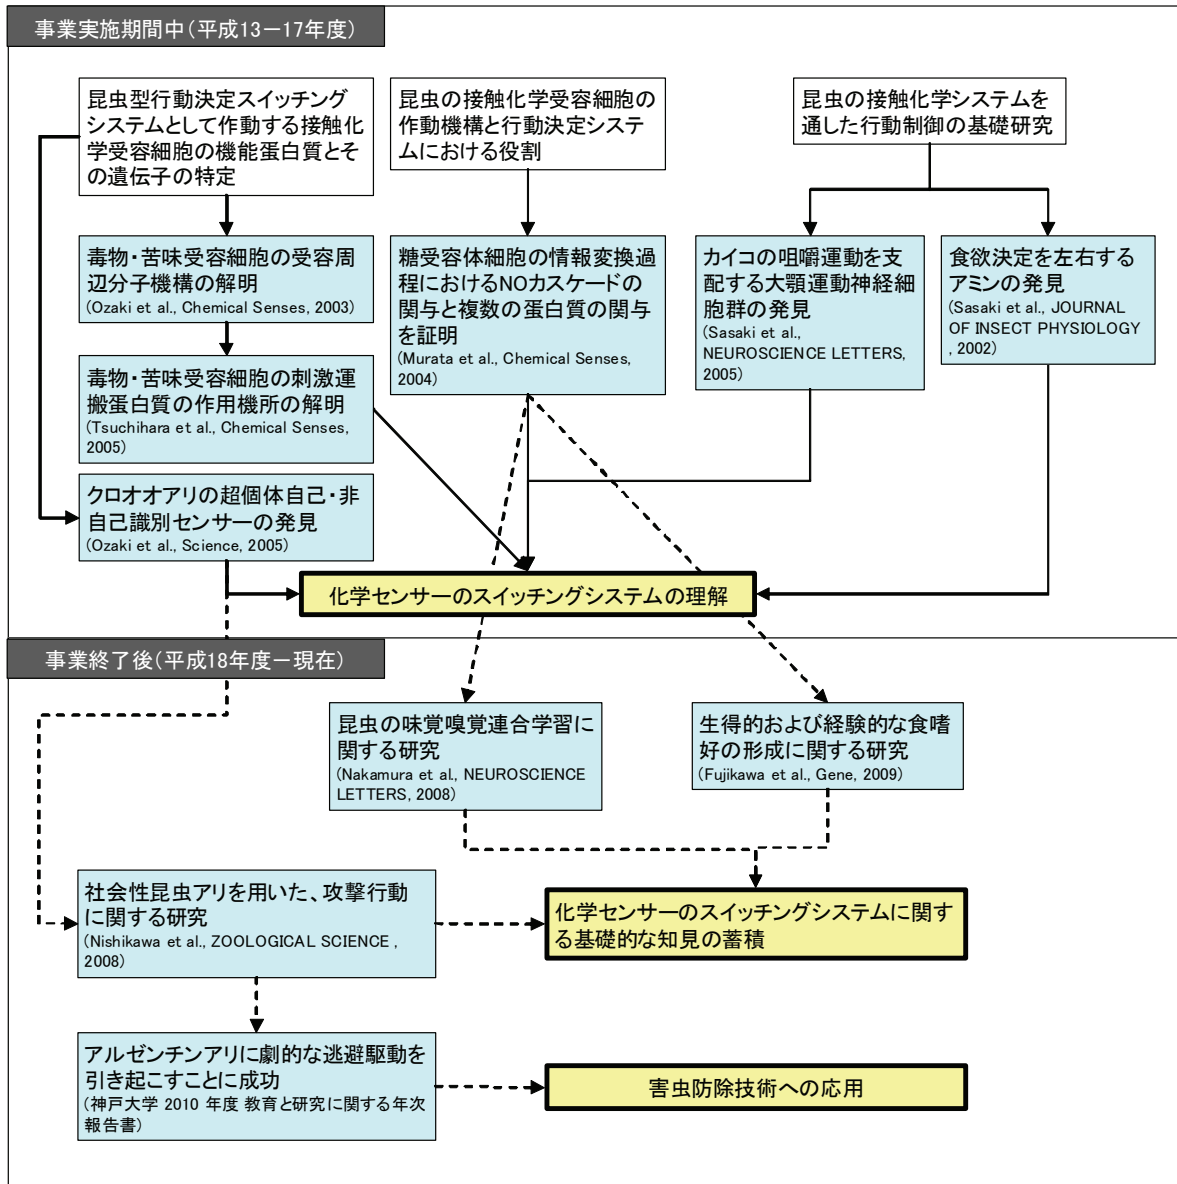 事業実施期間中(平成13－17年度)
昆虫型行動決定スイッチング
システムとして作動する接触化
学受容細胞の機能蛋白質とそ
の遺伝子の特定
昆虫の接触化学受容細胞の
作動機構と行動決定システ
ムにおける役割
昆虫の接触化学システムを
通した行動制御の基礎研究
毒物・苦味受容細胞の受容周
辺分子機構の解明
(Ozaki et al., Chemical Senses, 2003)
糖受容体細胞の情報変換過
程におけるNOカスケードの
関与と複数の蛋白質の関与
を証明
(Murata et al., Chemical Senses,
2004)
カイコの咀嚼運動を支
配する大顎運動神経細
胞群の発見
(Sasaki et al.,
NEUROSCIENCE LETTERS,
2005)
食欲決定を左右する
アミンの発見
(Sasaki et al., JOURNAL
OF INSECT PHYSIOLOGY
, 2002)
毒物・苦味受容細胞の刺激運
搬蛋白質の作用機所の解明
(Tsuchihara et al., Chemical Senses,
2005)
クロオオアリの超個体自己・非
自己識別センサーの発見
(Ozaki et al., Science, 2005)
化学センサーのスイッチングシステムの理解
事業終了後(平成18年度－現在)
昆虫の味覚嗅覚連合学習に
関する研究
(Nakamura et al., NEUROSCIENCE
LETTERS, 2008)
生得的および経験的な食嗜
好の形成に関する研究
(Fujikawa et al., Gene, 2009)
社会性昆虫アリを用いた、攻撃行動
に関する研究
(Nishikawa et al., ZOOLOGICAL SCIENCE ,
2008)
化学センサーのスイッチングシステムに関す
る基礎的な知見の蓄積
アルゼンチンアリに劇的な逃避駆動を
引き起こすことに成功
(神戸大学 2010 年度 教育と研究に関する年次
報告書)
害虫防除技術への応用